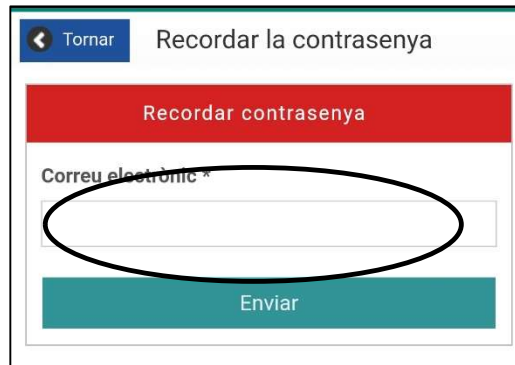 Tornar
Recordar la contrasenya
Recordar contrasenya
Correu electrònic *
Enviar